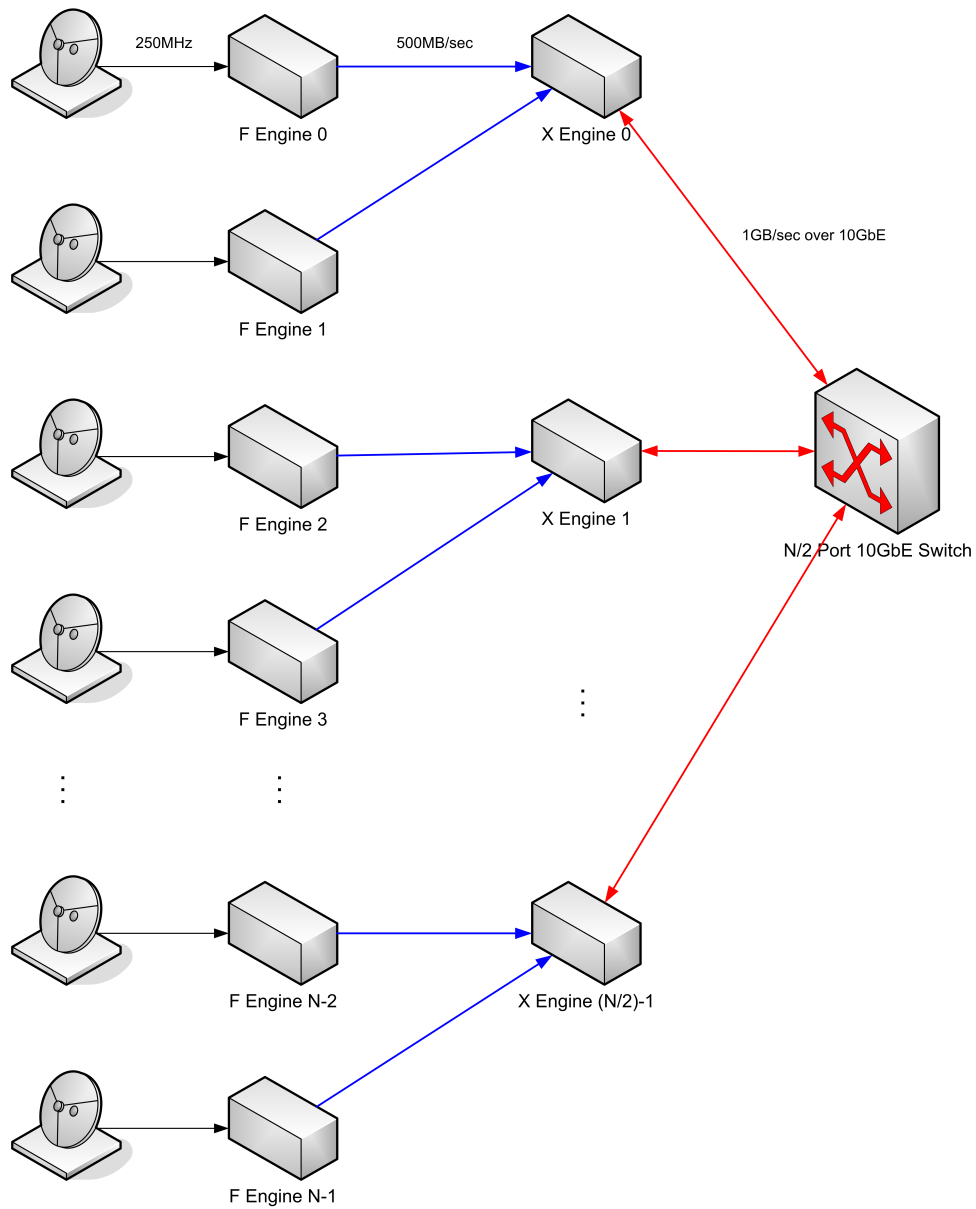 250MHz
500MB/sec
F Engine 0
X Engine 0
1GB/sec over 10GbE
F Engine 1
F Engine 2
X Engine 1
N/2 Port 10GbE Switch
F Engine 3
F Engine N-2
X Engine (N/2)-1
F Engine N-1